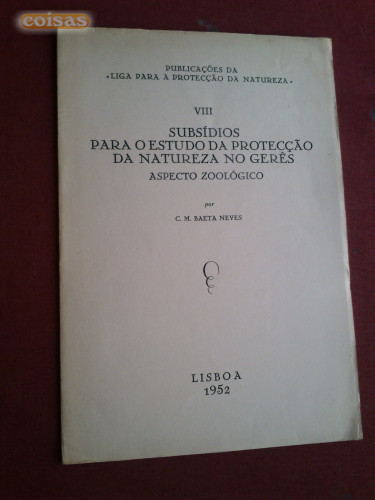 coisas
PUBLICAÇÕES DA
«LIGA PARA A PROTECÇÃO DA NATUREZA»
VIII
SUBSÍDIOS
PARA O ESTUDO DA PROTECÇÃO
DA NATUREZA NO GERÊS
ASPECTO ZOOLÓGICO
por
C. M. BAETA NEVES
LISBOA
1952